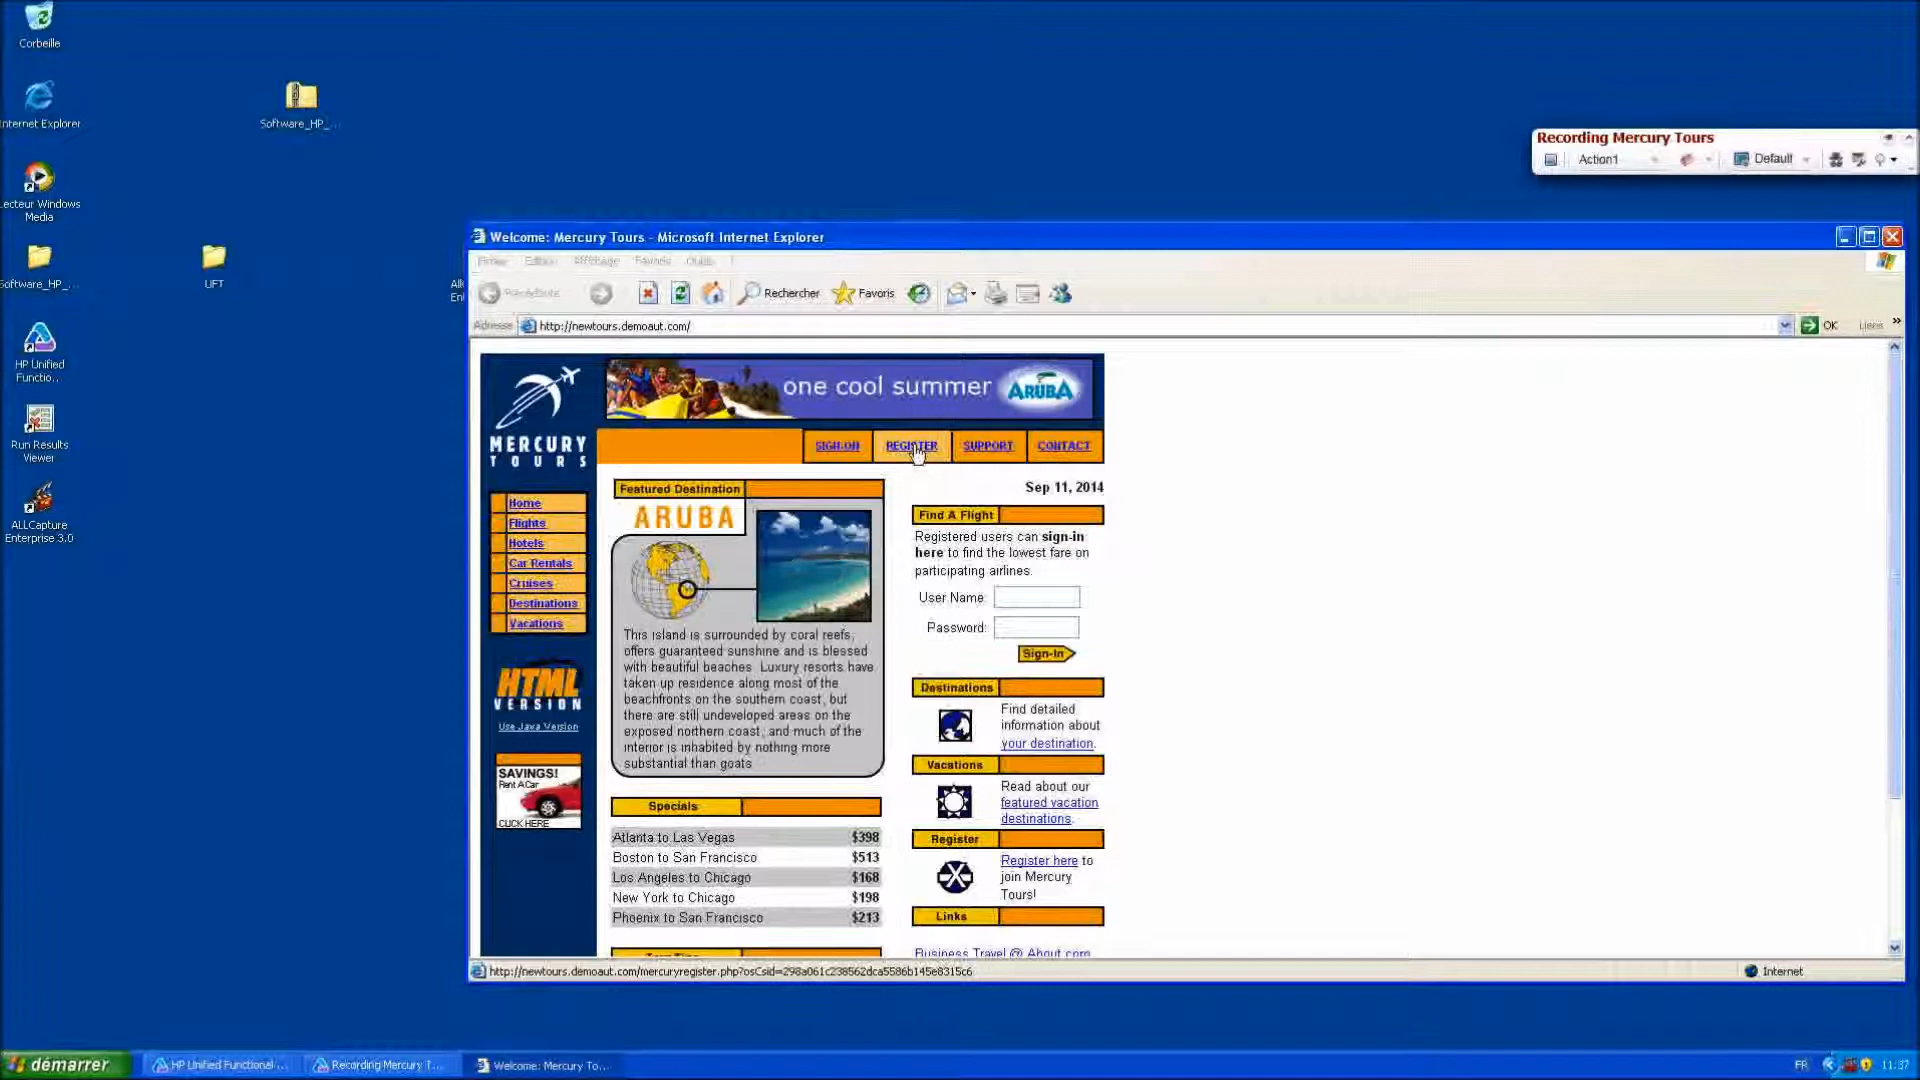 Corbeille
Internet Explorer
Software_HP_...
Lecteur Windows
Media
Software_HP_...
UFT
HP Unified
Functio...
Run Results
Viewer
ALLCapture
Enterprise 3.0
Recording Mercury Tours
Action1
Default
Welcome: Mercury Tours - Microsoft Internet Explorer
Edition Affichage Favoris Outils
Précédente Rechercher Favoris
Adresse http://newtours.demoaut.com/ OK Liens »
one cool summer ARUBA
MERCURY
TOURS
SIGN-ON REGISTER SUPPORT CONTACT
Home
Flights
Hotels
Car Rentals
Cruises
Destinations
Vacations
HTML
VERSION
Use Java Version
SAVINGS!
Rent A Car
CLICK HERE
Featured Destination
ARUBA
This island is surrounded by coral reefs,
offers guaranteed sunshine and is blessed
with beautiful beaches. Luxury resorts have
taken up residence along most of the
beachfronts on the southern coast, but
there are still undeveloped areas on the
exposed northern coast, and much of the
interior is inhabited by nothing more
substantial than goats
Specials
Atlanta to Las Vegas $398
Boston to San Francisco $513
Los Angeles to Chicago $168
New York to Chicago $198
Phoenix to San Francisco $213
Sep 11, 2014
Find A Flight
Registered users can sign-in
here to find the lowest fare on
participating airlines.
User Name:
Password:
Sign-In
Destinations
Find detailed
information about
your destination.
Vacations
Read about our
featured vacation
destinations.
Register
Register here to
join Mercury
Tours!
Links
Business Travel @ About.com
http://newtours.demoaut.com/mercuryregister.php?osCsid=298a061c238562dca5586b145e8315c6
Internet
démarrer
HP Unified Functional ...
Recording Mercury T...
Welcome: Mercury To...
FR
11:37